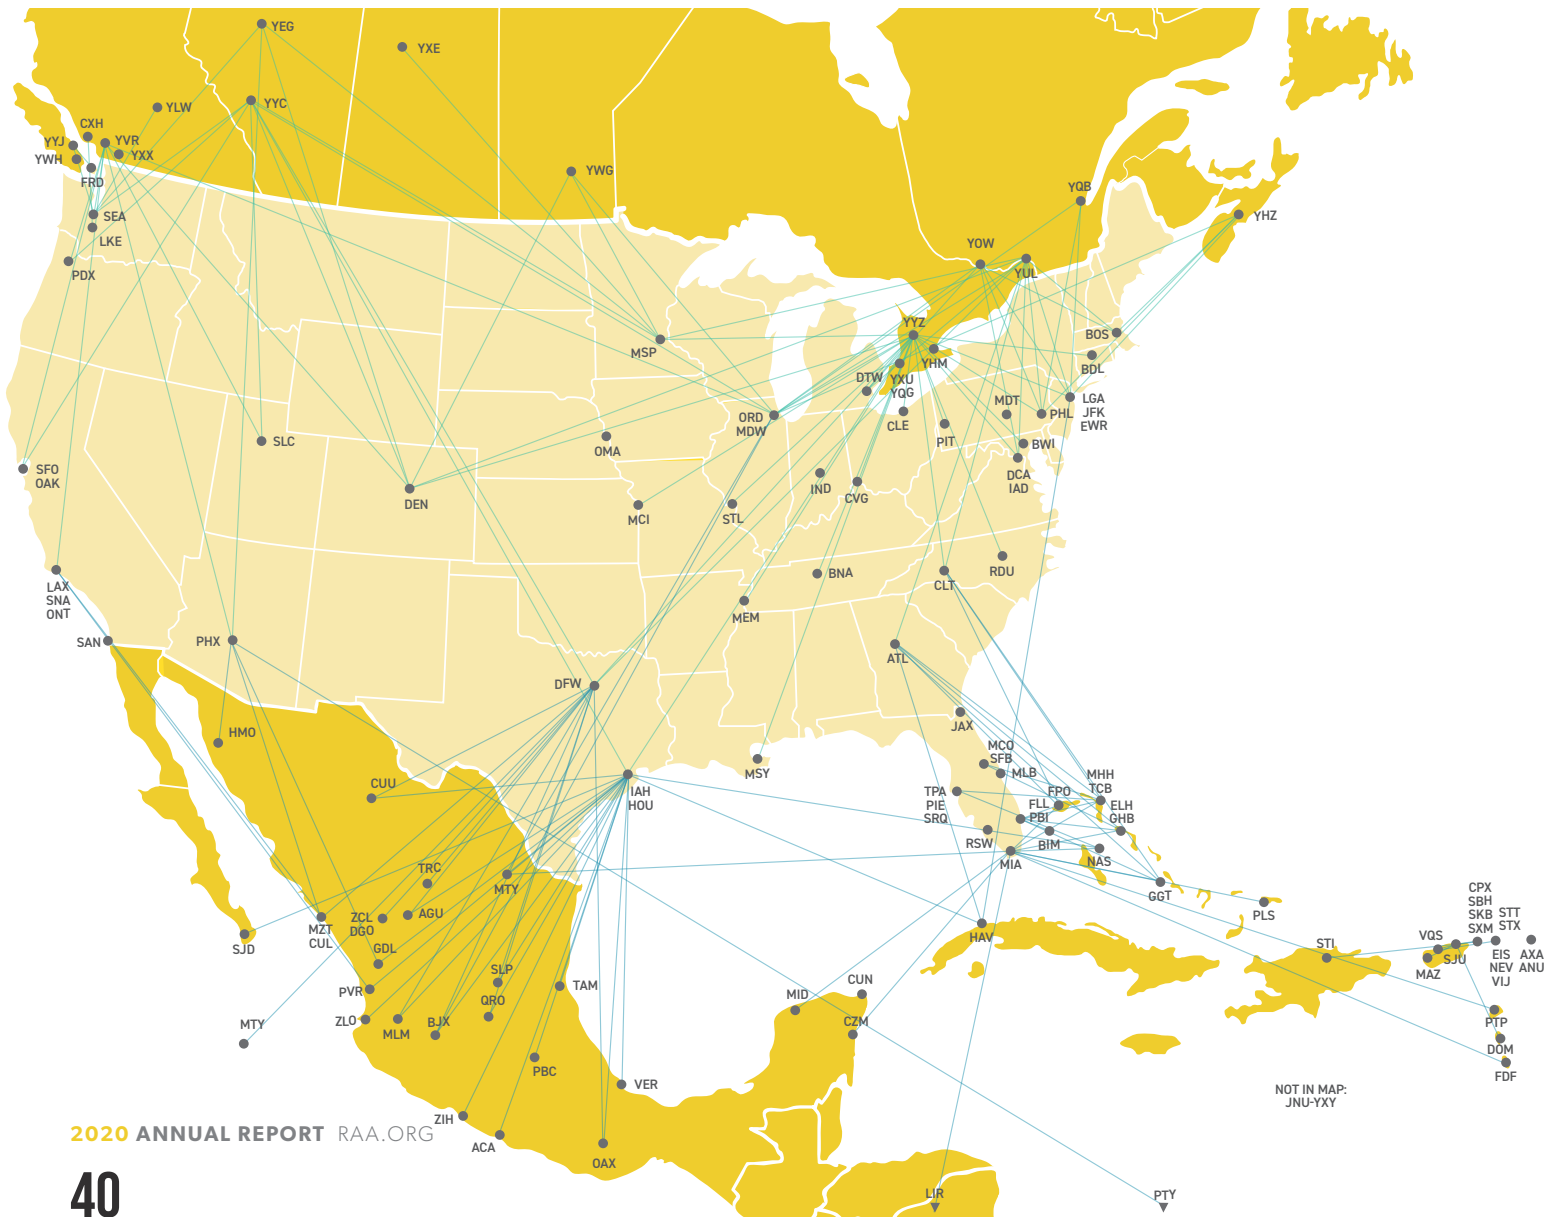 YEG
YXE
YLW
YYC
CXH
YYJ
YVR
YXX
YWH
FRD
YWG
YQB
YHZ
SEA
LKE
YOW
YUL
PDX
YYZ
YHM
BOS
MSP
BDL
DTW
YXU
YQG
ORD
MDW
CLE
MDT
PHL
LGA
JFK
EWR
PIT
SLC
OMA
BWI
SFO
OAK
DCA
IAD
IND
CVG
DEN
MCI
STL
LAX
SNA
ONT
BNA
RDU
CLT
MEM
SAN
PHX
ATL
DFW
JAX
HMO
MCO
SFB
MLB
MSY
CUU
IAH
HOU
TPA
PIE
SRQ
FPO
FLL
PBI
MHH
TCB
ELH
GHB
RSW
BIM
MIA
NAS
TRC
MTY
GGT
PLS
CPX
SBH
SKB
SXM
STT
STX
ZCL
DGO
AGU
MZT
CUL
SJD
HAV
STI
VQS
SJU
MAZ
EIS
NEV
VIJ
AXA
ANU
GDL
SLP
PVR
QRO
TAM
CUN
MID
CZM
ZLO
MLM
BJX
MTY
PTP
DOM
FDF
PBC
VER
NOT IN MAP:
JNU-YXY
ZIH
ACA
OAX
LIR
PTY
2020 ANNUAL REPORT RAA.ORG
40